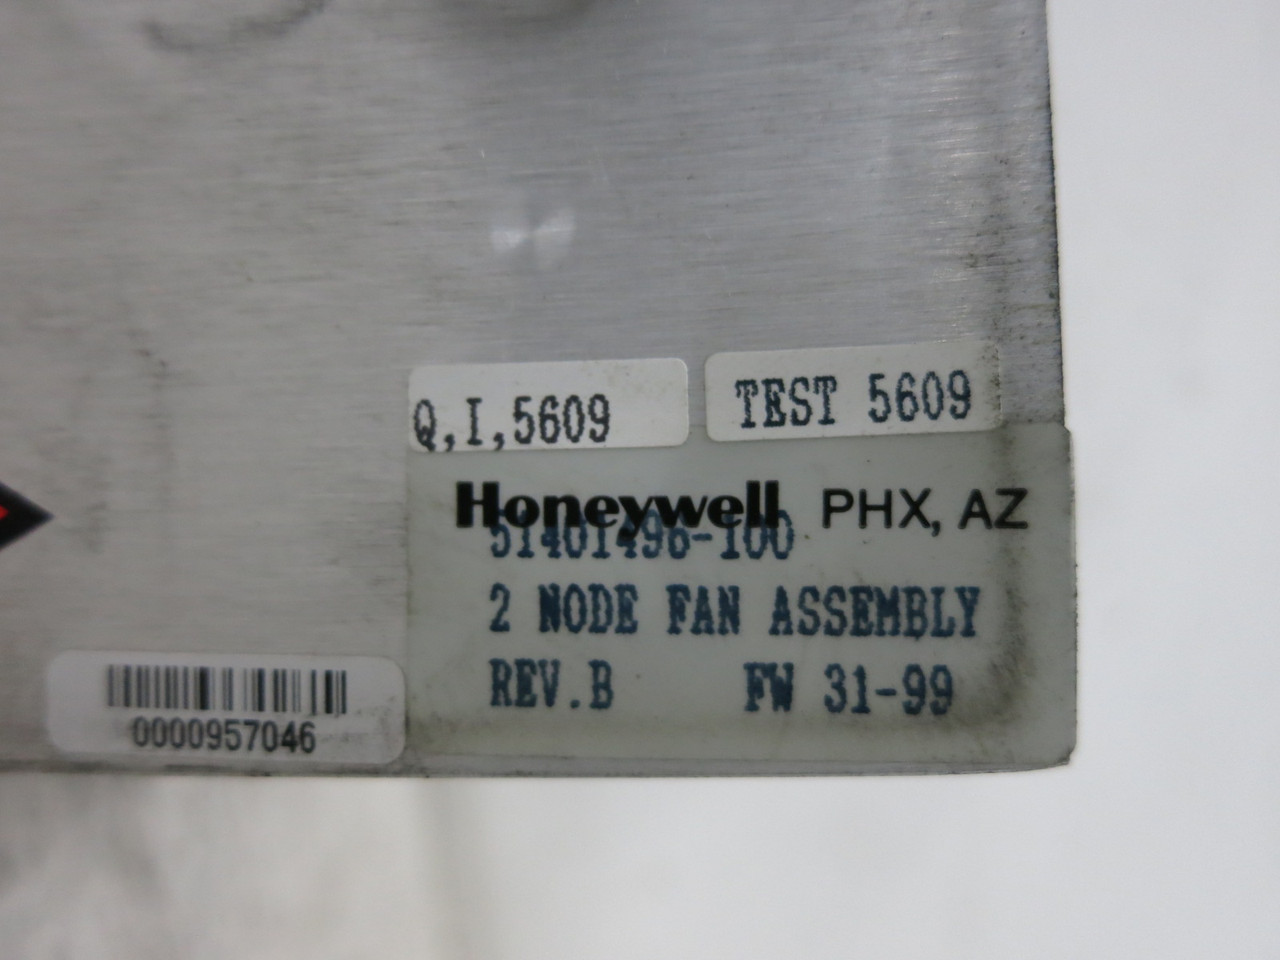 Q,I,5609
TEST 5609
Honeywell PHX, AZ
51401496-100
2 NODE FAN ASSEMBLY
REV.B FW 31-99
0000957046